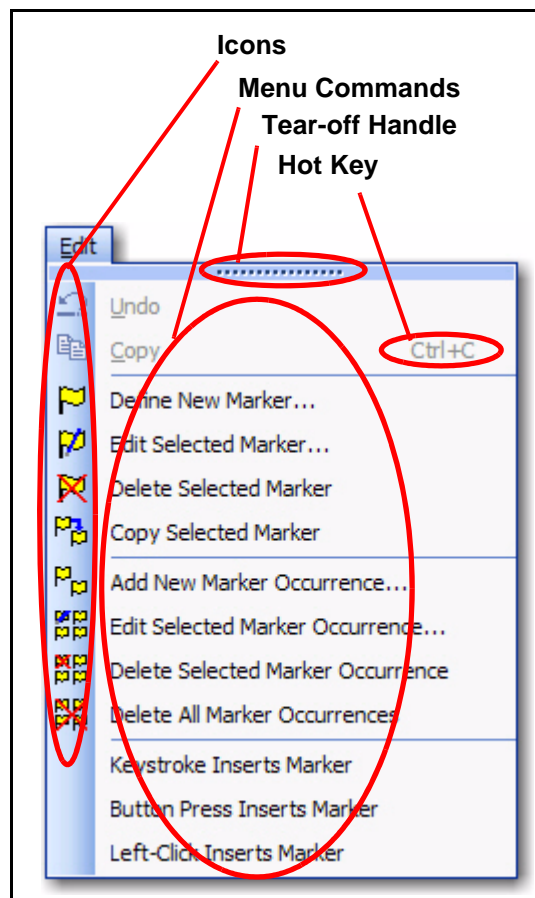 Icons
Menu Commands
Tear-off Handle
Hot Key
Edit
Undo
Copy Ctrl+C
Define New Marker...
Edit Selected Marker...
Delete Selected Marker
Copy Selected Marker
Add New Marker Occurrence...
Edit Selected Marker Occurrence...
Delete Selected Marker Occurrence
Delete All Marker Occurrences
Keystroke Inserts Marker
Button Press Inserts Marker
Left-Click Inserts Marker